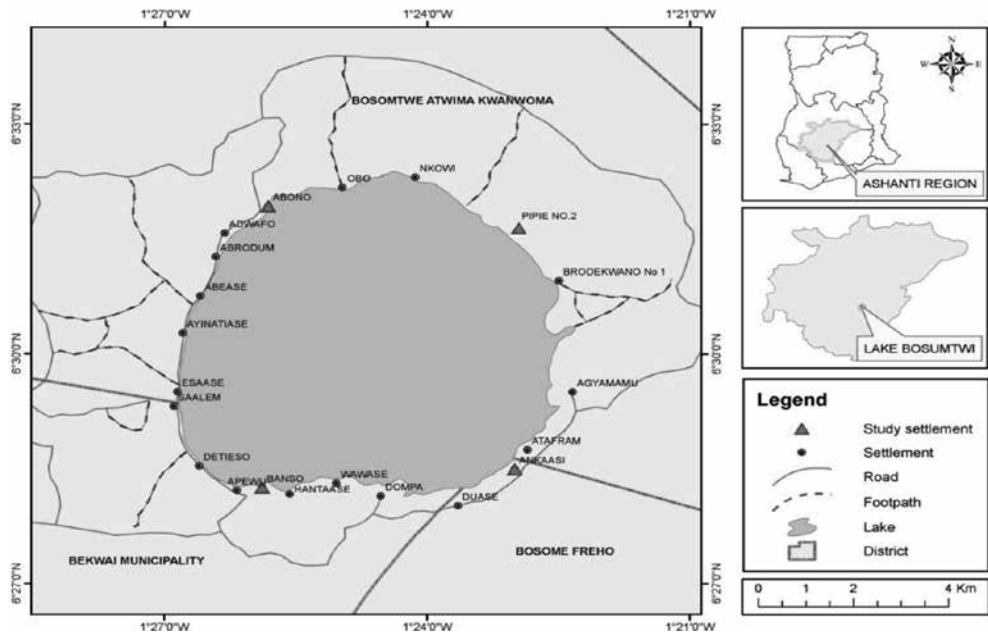 1°27'0"W
1°24'0"W
1°21'0"W
6°33'0"N
6°30'0"N
6°27'0"N
BOSOMTWE ATWIMA KWANWOMA
NKOWI
OBO
ABONO
ADWAFO
ABRODUM
ABEASE
AYINATIASE
ESAASE
SAALEM
DETIESO
APEWU
BANSO
HANTAASE
WAWASE
DOMPA
DUASE
ANKAASI
ATAFRAM
AGYAMAMU
BRODEKWANO No 1
PIPIE NO.2
BEKWAI MUNICIPALITY
BOSOME FREHO
6°33'0"N
6°30'0"N
6°27'0"N
1°27'0"W
1°24'0"W
1°21'0"W
N
W
E
S
ASHANTI REGION
LAKE BOSUMTWI
Legend
Study settlement
Settlement
Road
Footpath
Lake
District
0 1 2 4 Km